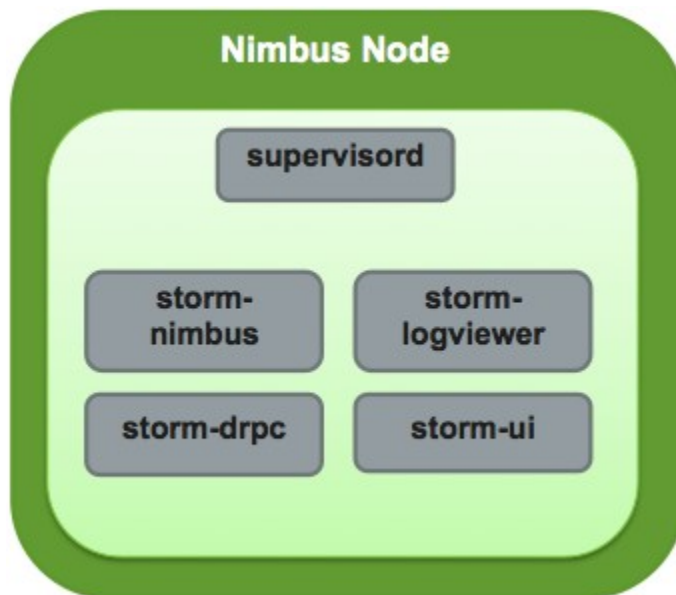 Nimbus Node
supervisord
storm-
nimbus
storm-
logviewer
storm-drpc
storm-ui